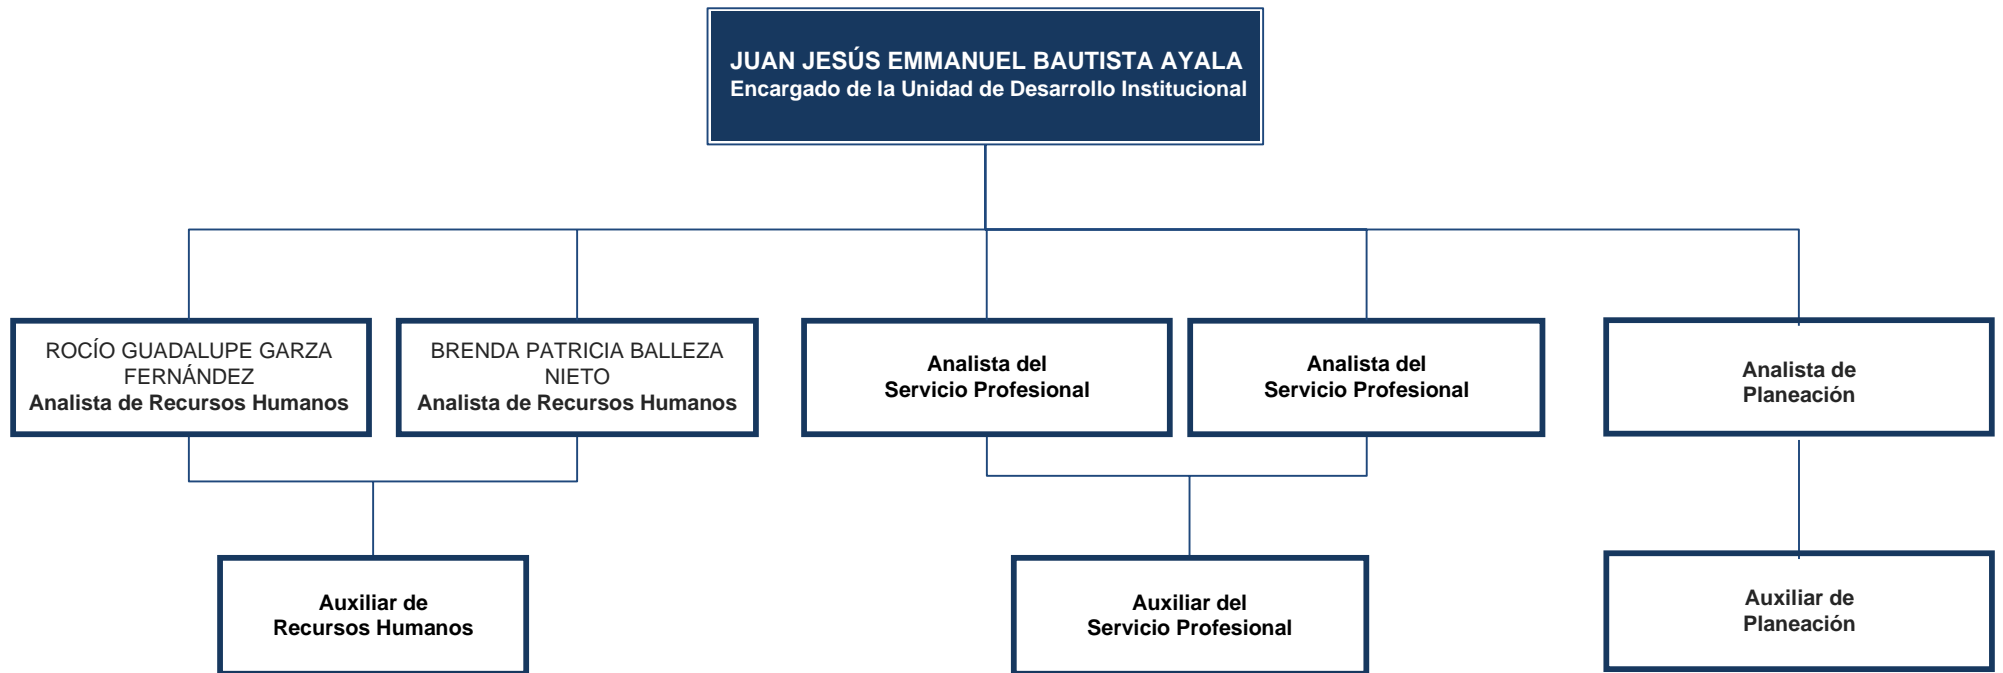 JUAN JESÚS EMMANUEL BAUTISTA AYALA
Encargado de la Unidad de Desarrollo Institucional
ROCÍO GUADALUPE GARZA
FERNÁNDEZ
Analista de Recursos Humanos
BRENDA PATRICIA BALLEZA
NIETO
Analista de Recursos Humanos
Analista del
Servicio Profesional
Analista del
Servicio Profesional
Analista de
Planeación
Auxiliar de
Recursos Humanos
Auxiliar del
Servicio Profesional
Auxiliar de
Planeación